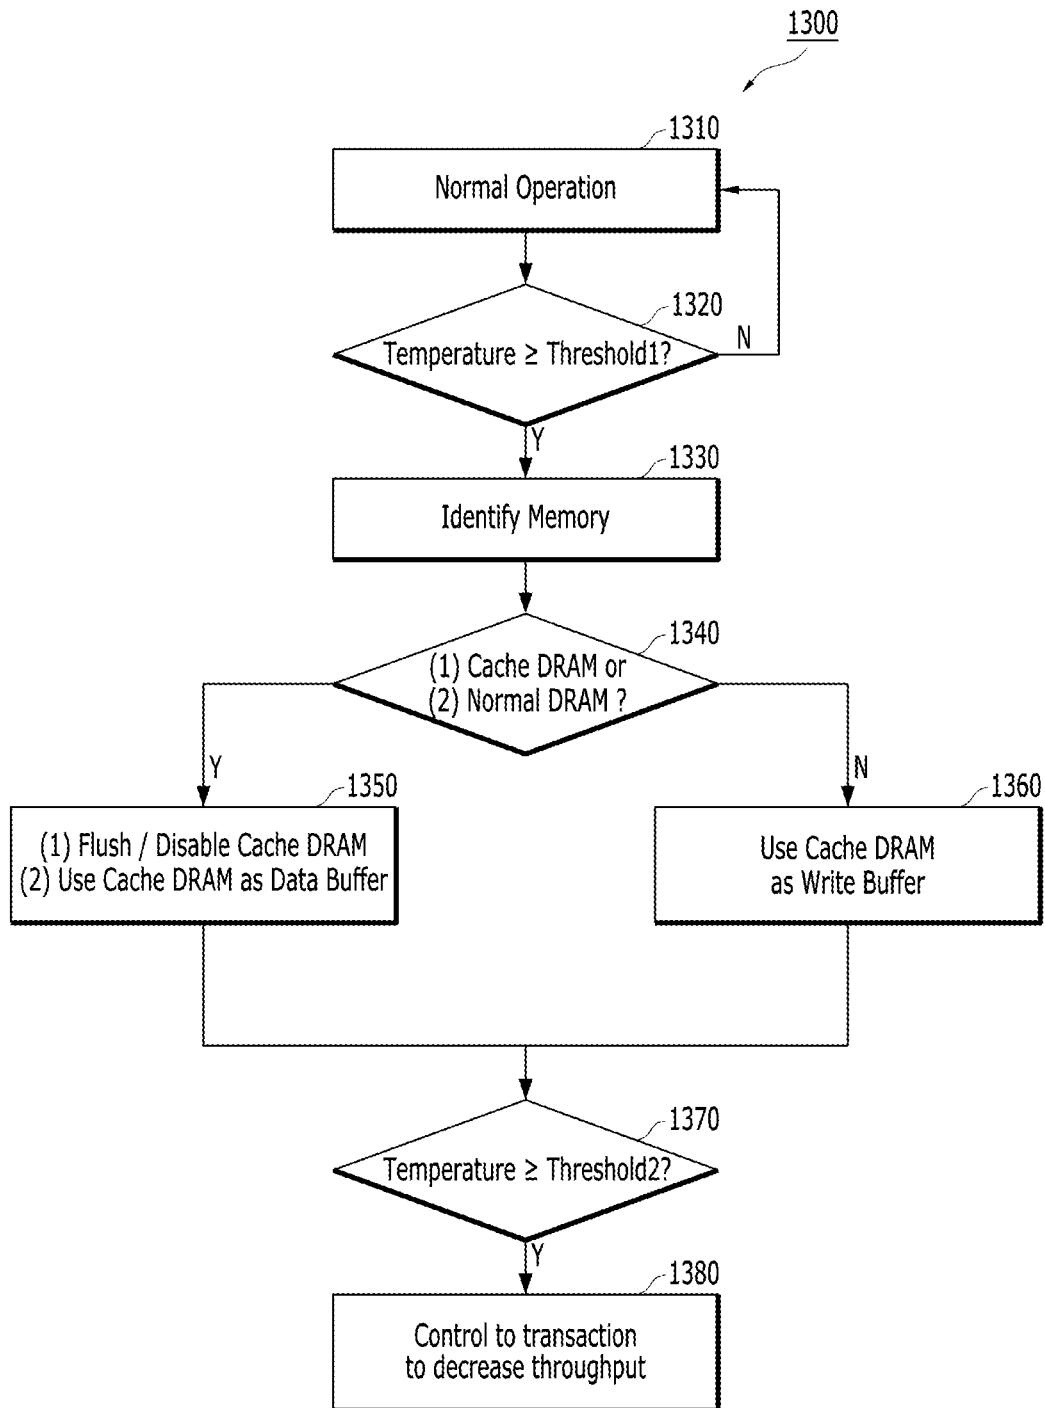 1300
1310
Normal Operation
1320
Temperature ≥ Threshold1?
N
Y
1330
Identify Memory
1340
(1) Cache DRAM or
(2) Normal DRAM ?
Y
N
1350
(1) Flush / Disable Cache DRAM
(2) Use Cache DRAM as Data Buffer
1360
Use Cache DRAM
as Write Buffer
1370
Temperature ≥ Threshold2?
Y
1380
Control to transaction
to decrease throughput